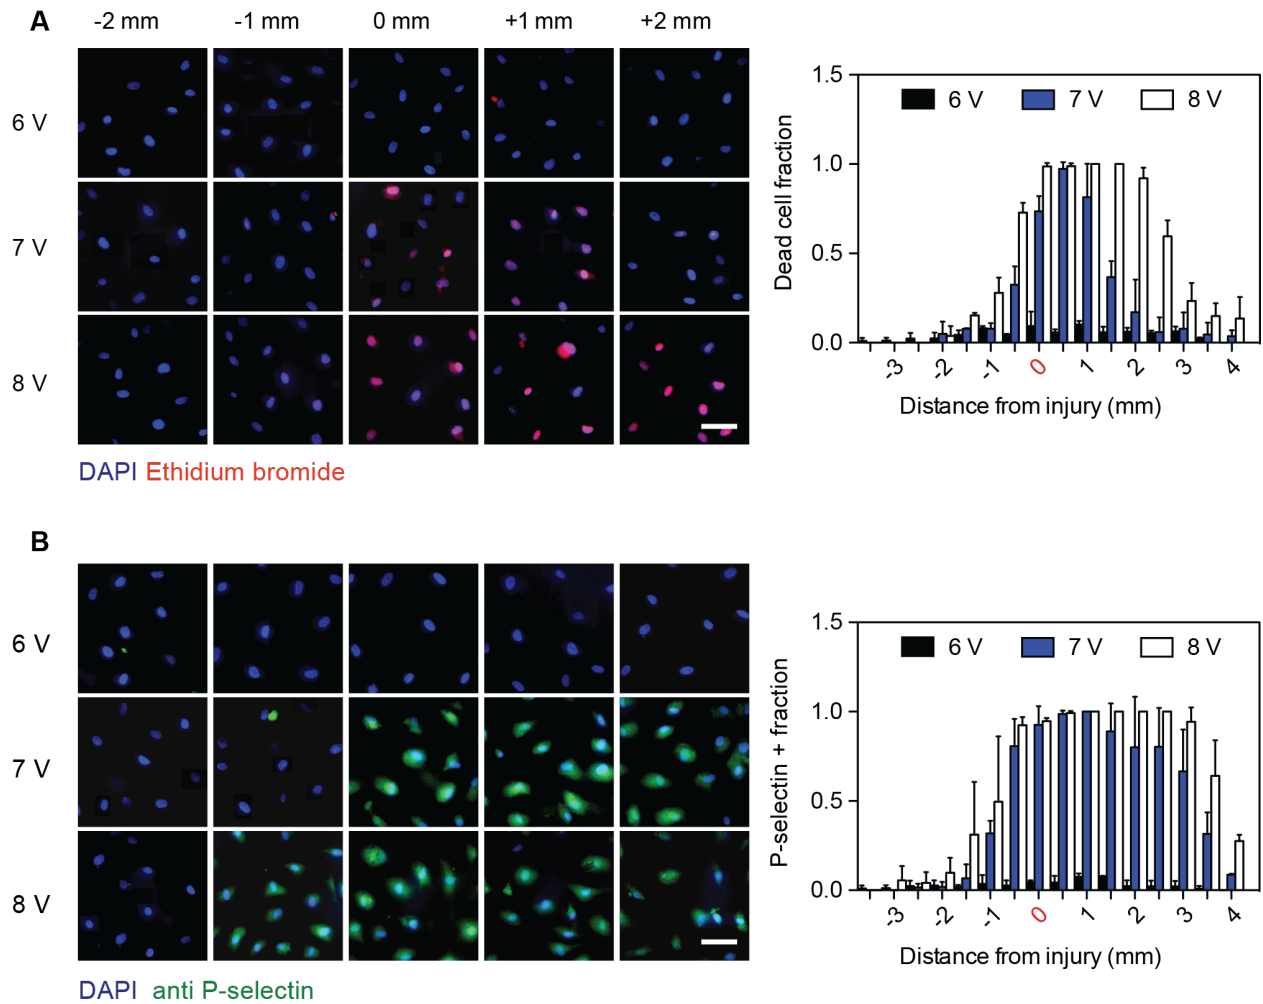 A
-2 mm -1 mm 0 mm +1 mm +2 mm
6 V
7 V
8 V
DAPI Ethidium bromide
1.5
1.0
0.5
0.0
Dead cell fraction
6 V 7 V 8 V
-3 -2 -1 0 1 2 3 4
Distance from injury (mm)
B
6 V
7 V
8 V
DAPI anti P-selectin
1.5
1.0
0.5
0.0
P-selectin + fraction
6 V 7 V 8 V
-3 -2 -1 0 1 2 3 4
Distance from injury (mm)